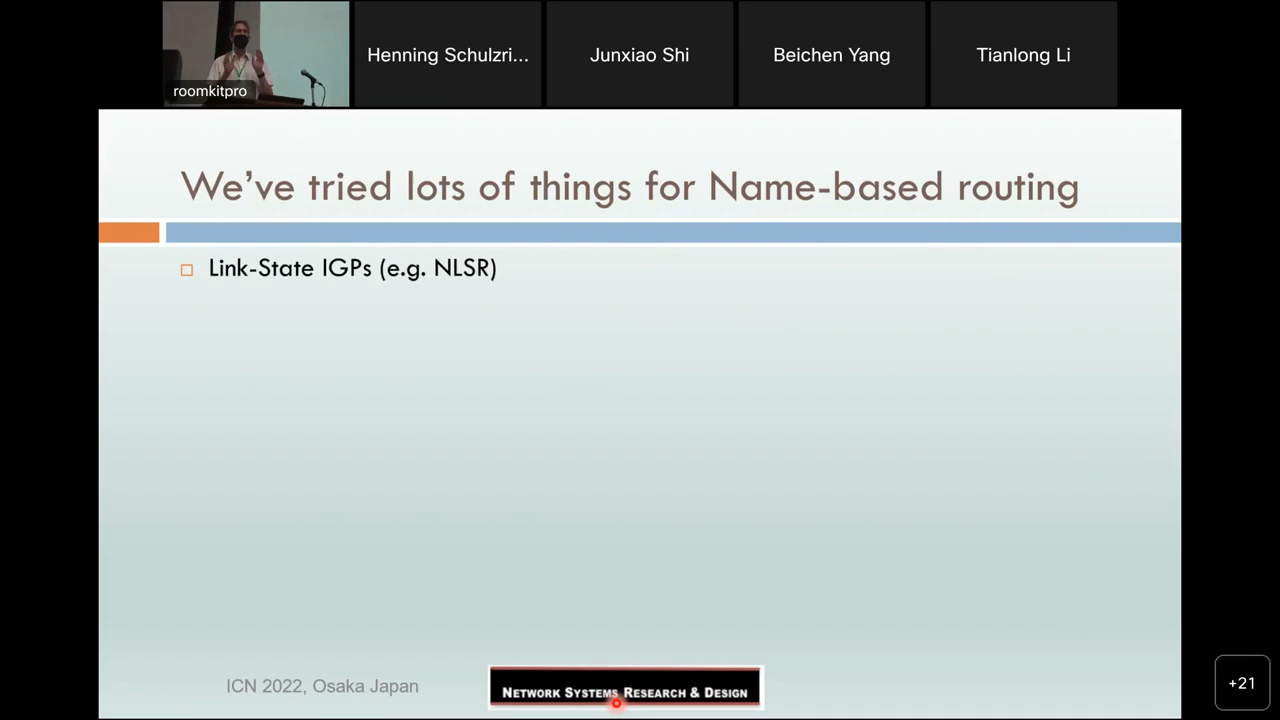 roomkitpro
Henning Schulzri...
Junxiao Shi
Beichen Yang
Tianlong Li
We’ve tried lots of things for Name-based routing
Link-State IGPs (e.g. NLSR)
ICN 2022, Osaka Japan
NETWORK SYSTEMS RESEARCH & DESIGN
+21